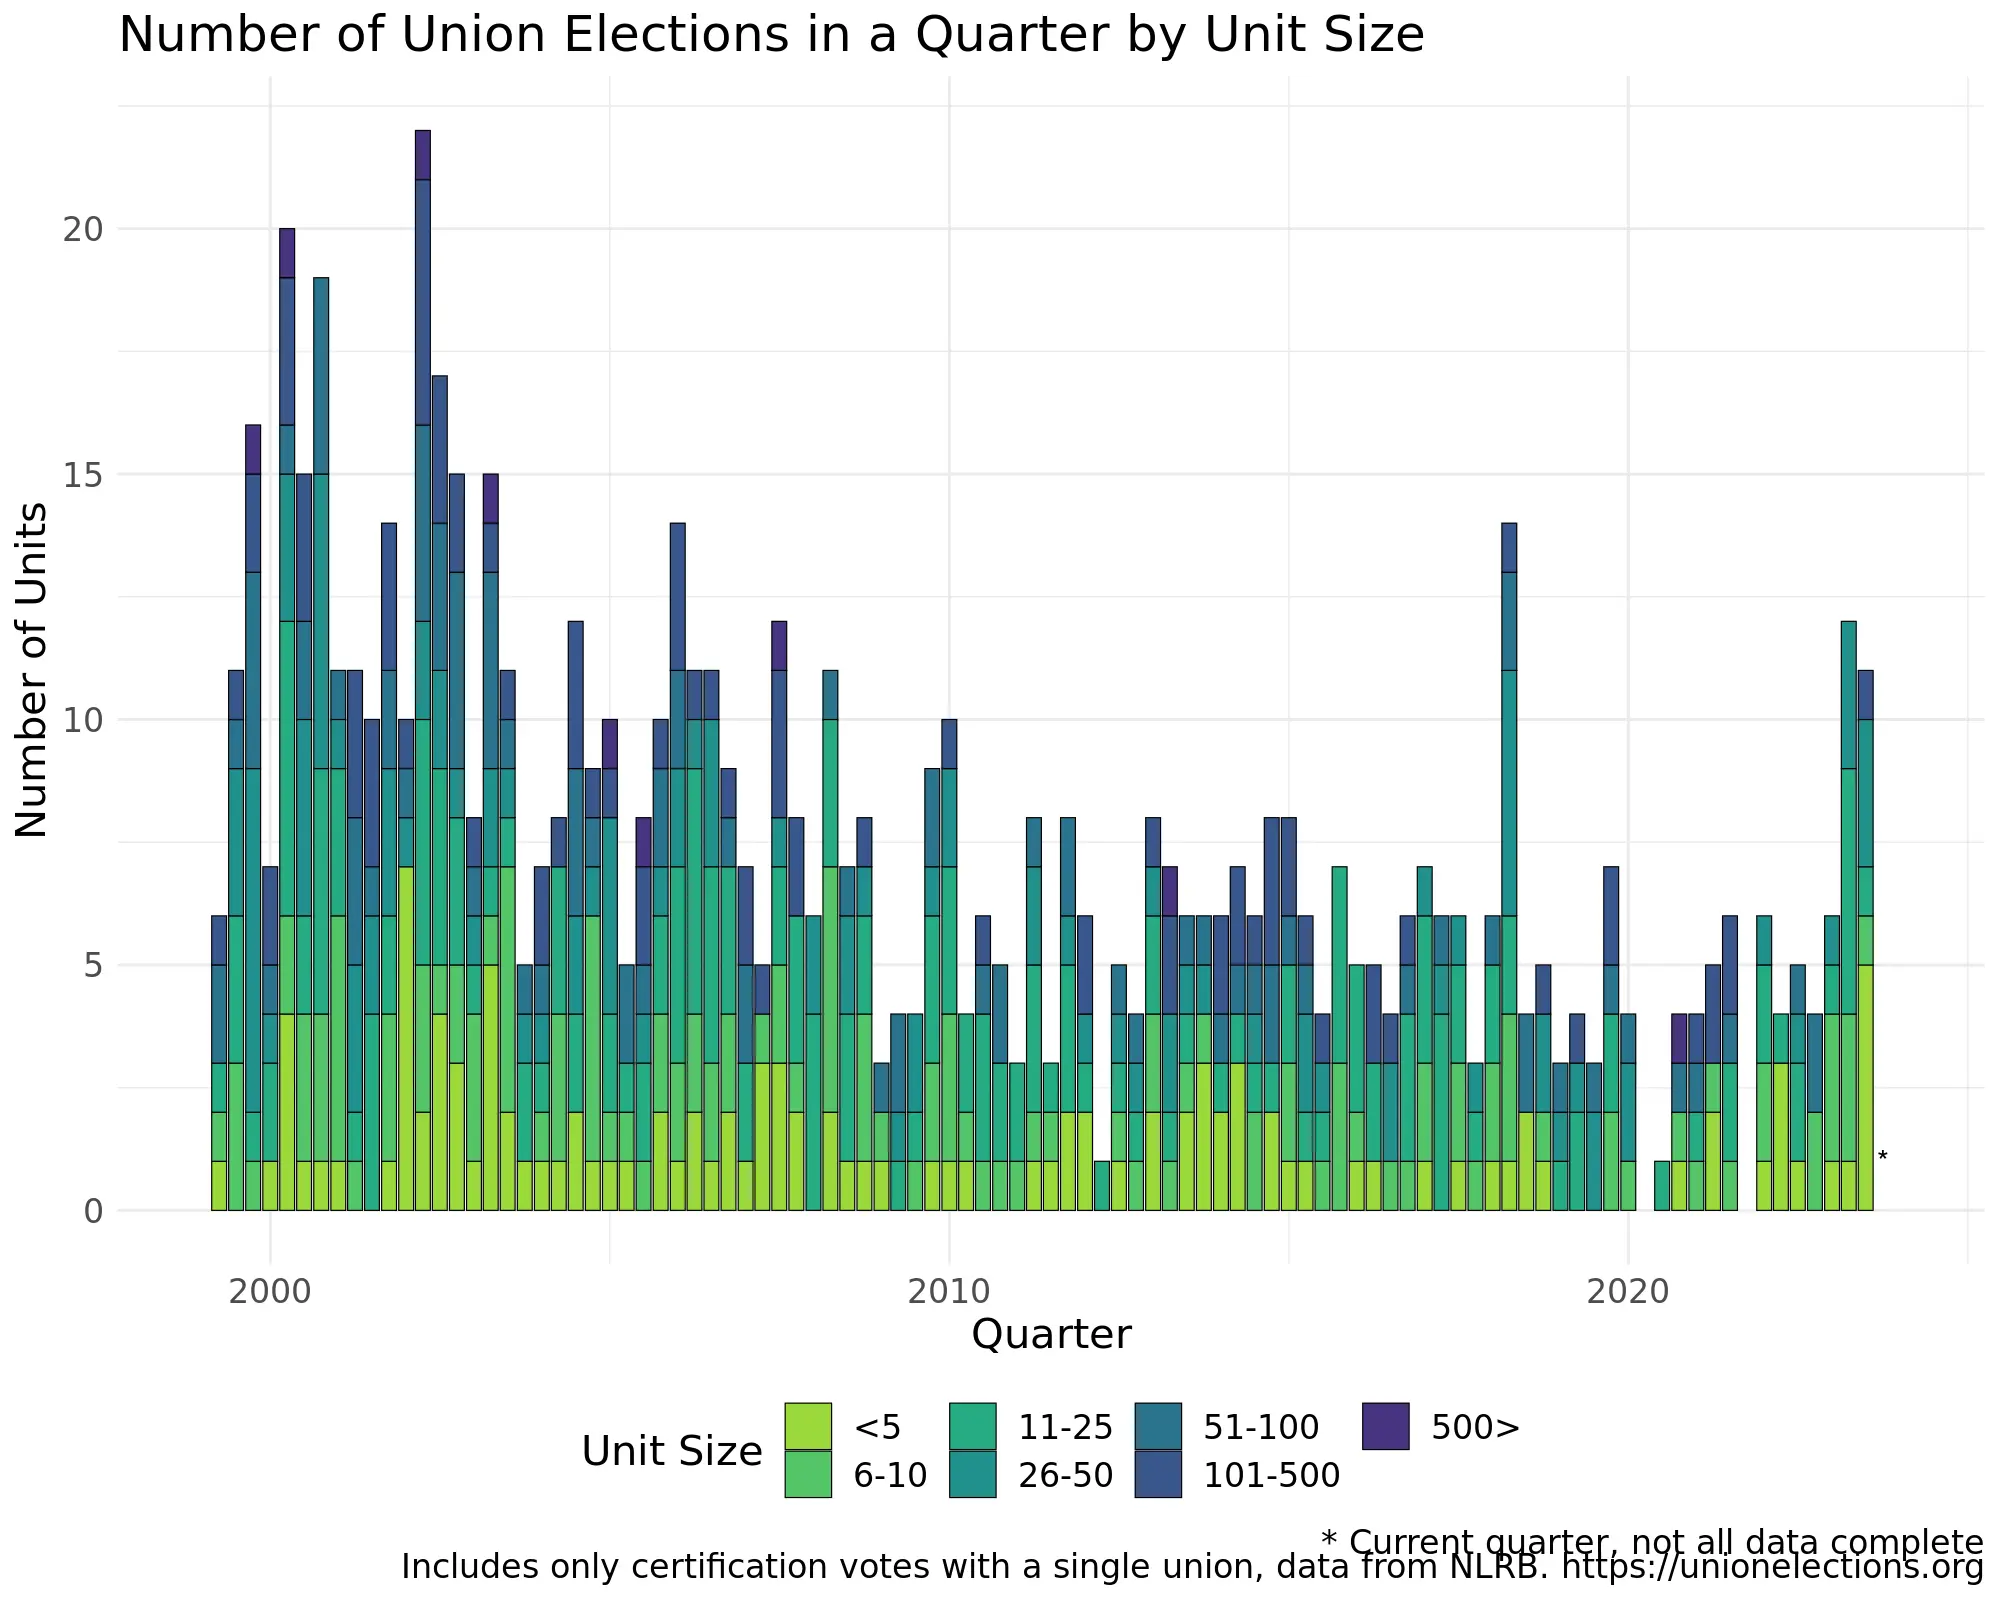 Number of Union Elections in a Quarter by Unit Size
Number of Units
20
15
10
5
0
*
2000 2010 2020
Quarter
Unit Size
<5 11-25 51-100 500>
6-10 26-50 101-500
* Current quarter, not all data complete
Includes only certification votes with a single union, data from NLRB. https://unionelections.org